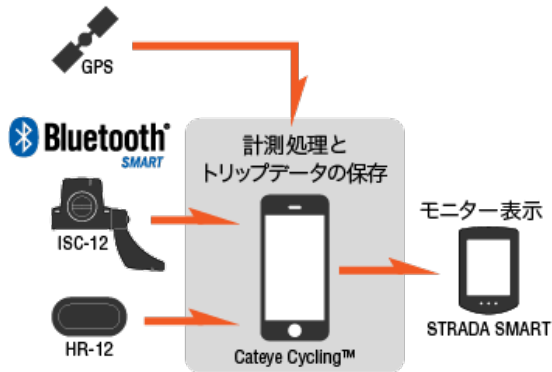 GPS
Bluetooth
SMART
計測処理と
トリップデータの保存
ISC-12
モニター表示
HR-12
STRADA SMART
Cateye Cycling™